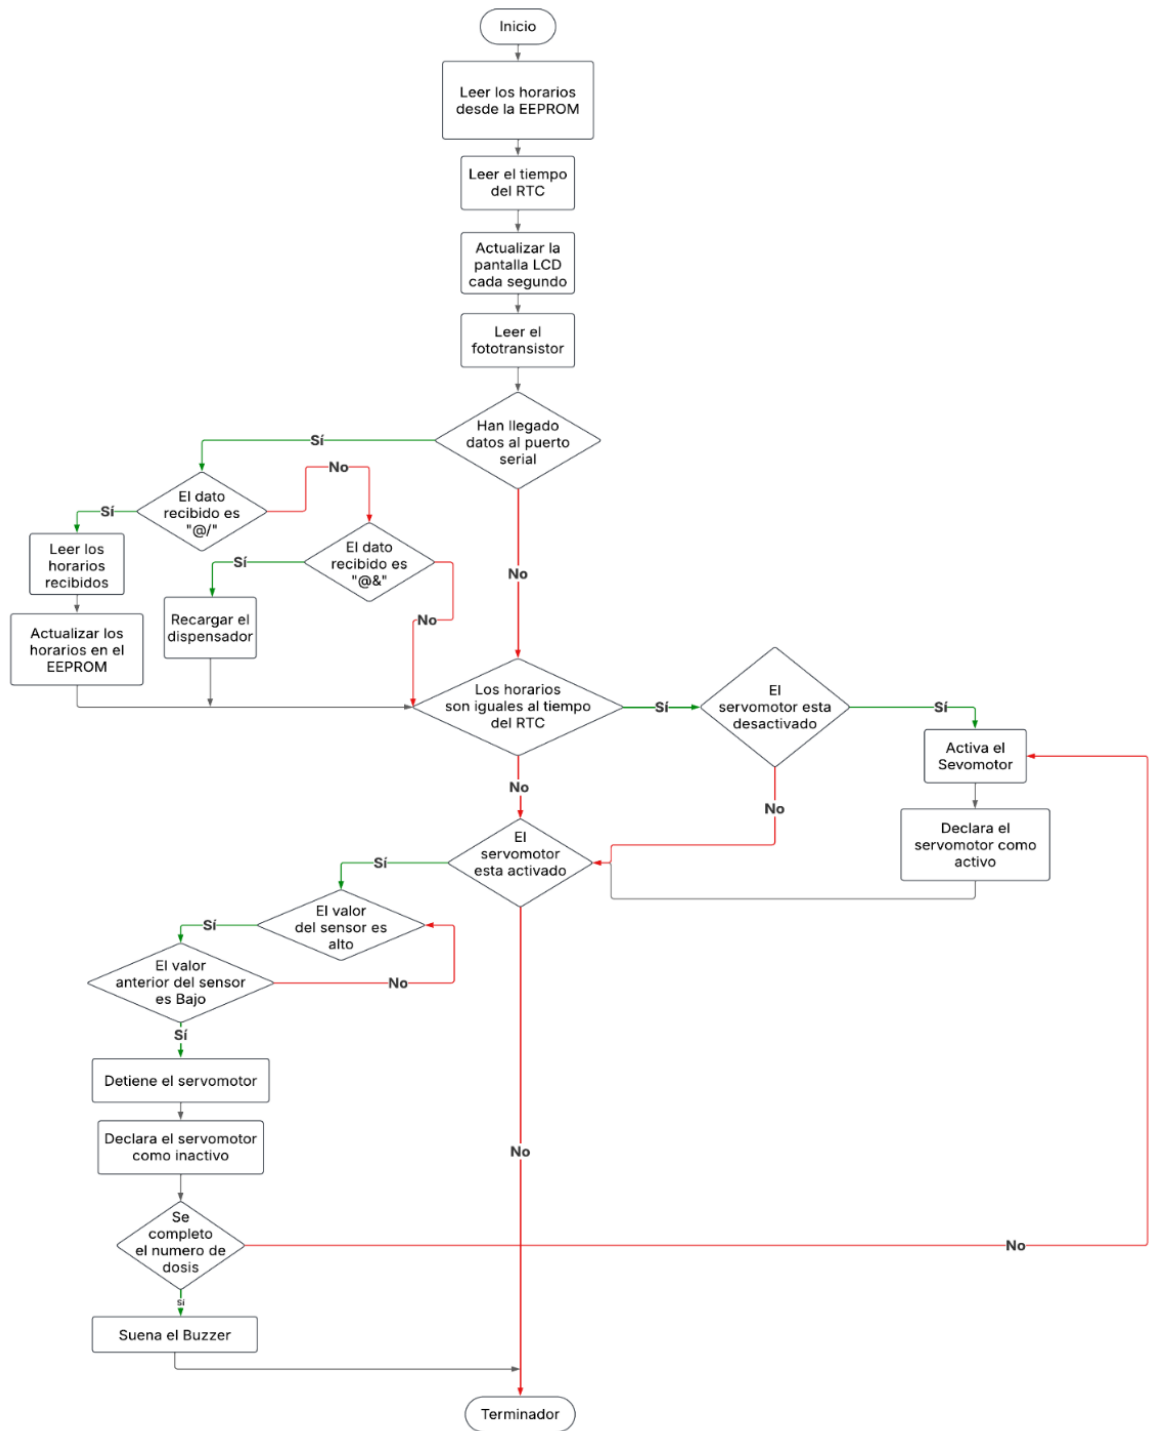 Inicio
Leer los horarios
desde la EEPROM
Leer el tiempo
del RTC
Actualizar la
pantalla LCD
cada segundo
Leer el
fototransistor
Han llegado
datos al puerto
serial
Sí
No
El dato
recibido es
"@/"
Sí
No
Leer los
horarios
recibidos
Actualizar los
horarios en el
EEPROM
El dato
recibido es
"@&"
Sí
No
Recargar el
dispensador
Los horarios
son iguales al tiempo
del RTC
Sí
No
El
servomotor esta
desactivado
Sí
No
Activa el
Sevomotor
Declara el
servomotor como
activo
El
servomotor
esta activado
Sí
No
El valor
del sensor es
alto
Sí
El valor
anterior del sensor
es Bajo
No
Sí
Detiene el servomotor
Declara el servomotor
como inactivo
Se
completo
el numero de
dosis
No
sí
Suena el Buzzer
Terminador